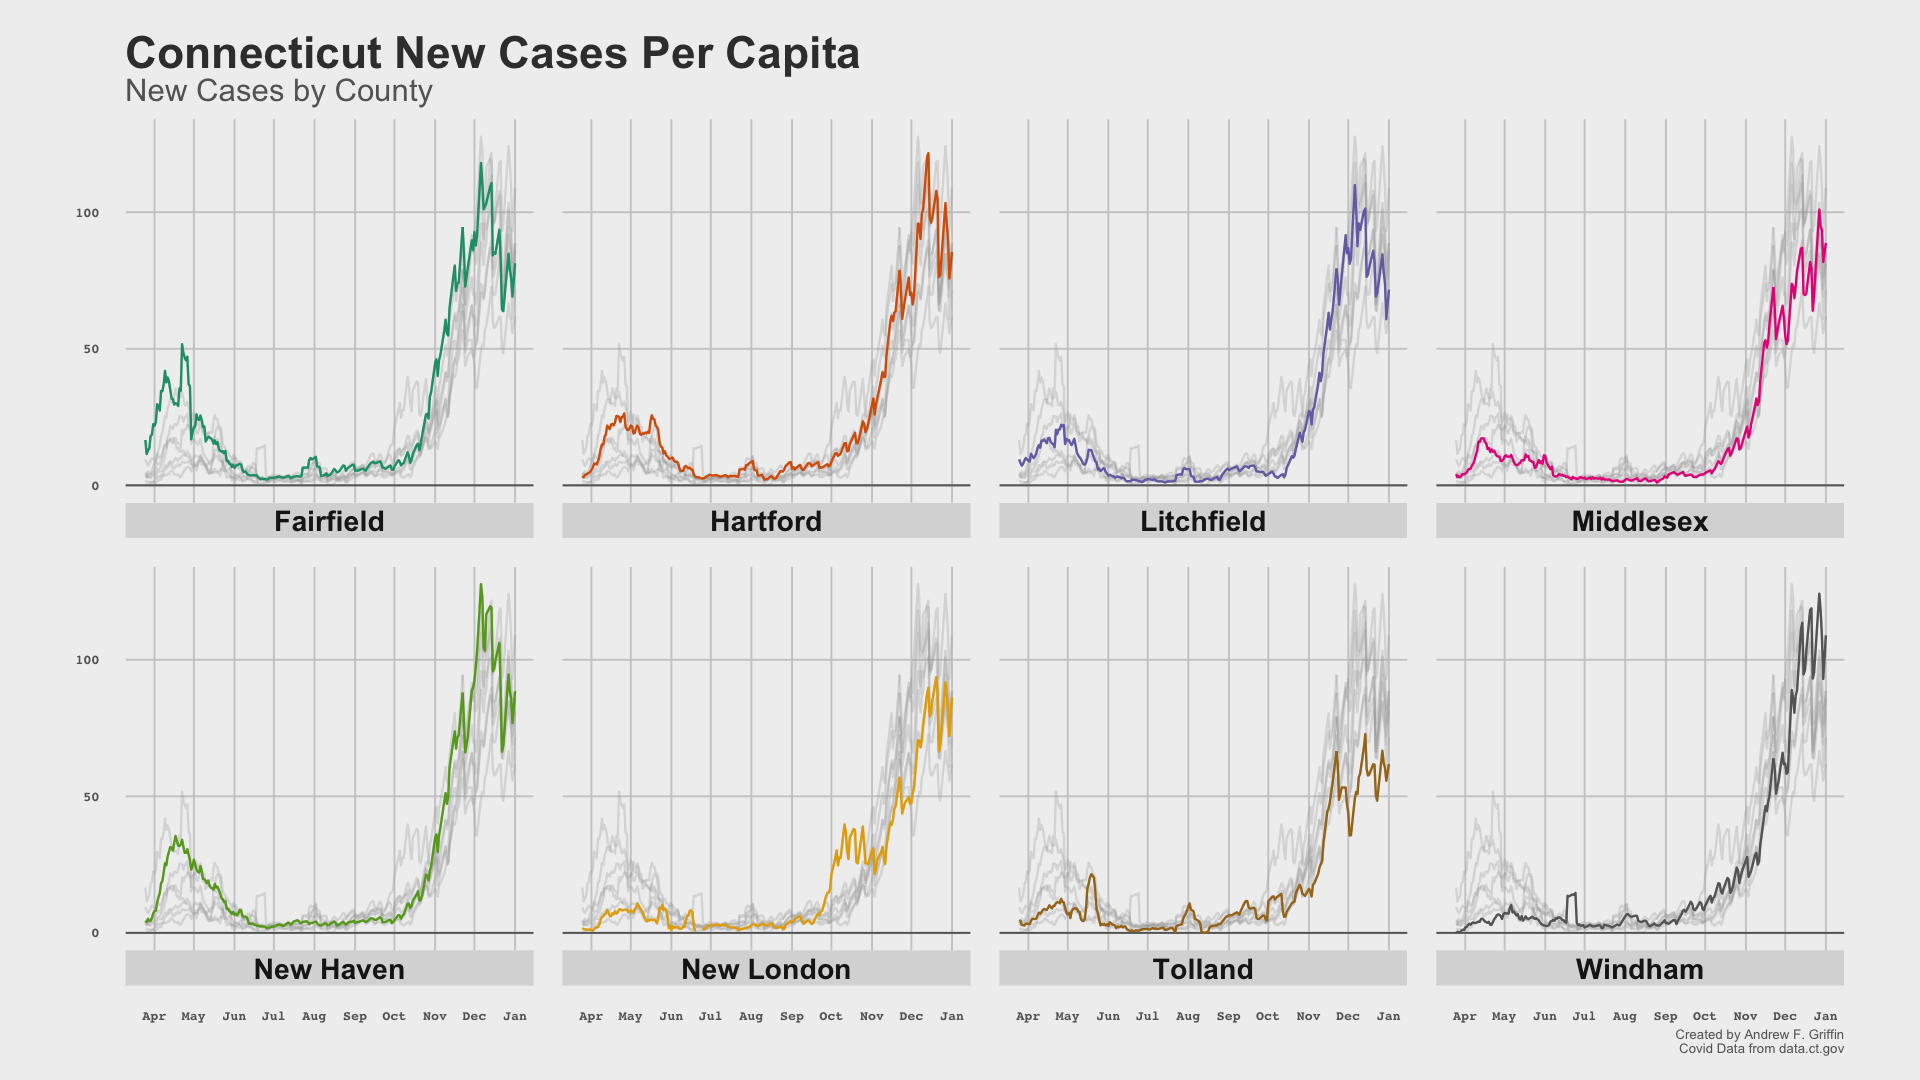 Connecticut New Cases Per Capita
New Cases by County
100
50
0
Fairfield Hartford Litchfield Middlesex
100
50
0
New Haven New London Tolland Windham
Apr May Jun Jul Aug Sep Oct Nov Dec Jan Apr May Jun Jul Aug Sep Oct Nov Dec Jan Apr May Jun Jul Aug Sep Oct Nov Dec Jan Apr May Jun Jul Aug Sep Oct Nov Dec Jan
Created by Andrew F. Griffin
Covid Data from data.ct.gov